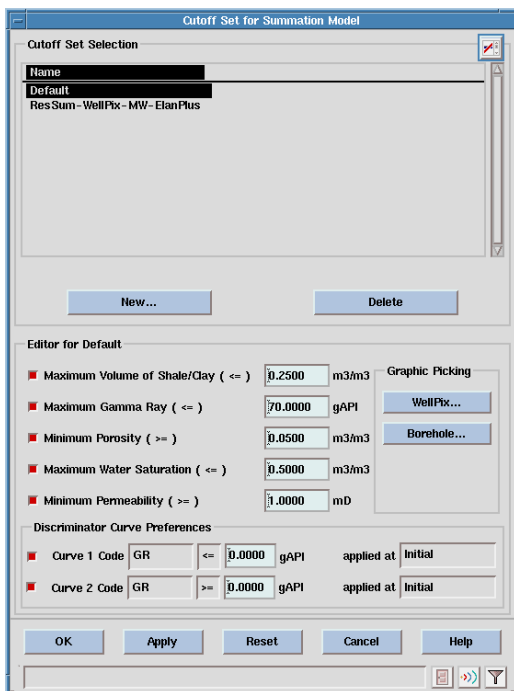 Cutoff Set for Summation Model
Cutoff Set Selection
Name
Default
ResSum-WellPix-MW-ElanPlus
New... Delete
Editor for Default
Maximum Volume of Shale/Clay ( <= ) 0.2500 m3/m3
Graphic Picking
Maximum Gamma Ray ( <= ) 70.0000 gAPI
WellPix...
Minimum Porosity ( >= ) 0.0500 m3/m3
Borehole...
Maximum Water Saturation ( <= ) 0.5000 m3/m3
Minimum Permeability ( >= ) 1.0000 mD
Discriminator Curve Preferences
Curve 1 Code GR <= 0.0000 gAPI applied at Initial
Curve 2 Code GR >= 0.0000 gAPI applied at Initial
OK Apply Reset Cancel Help